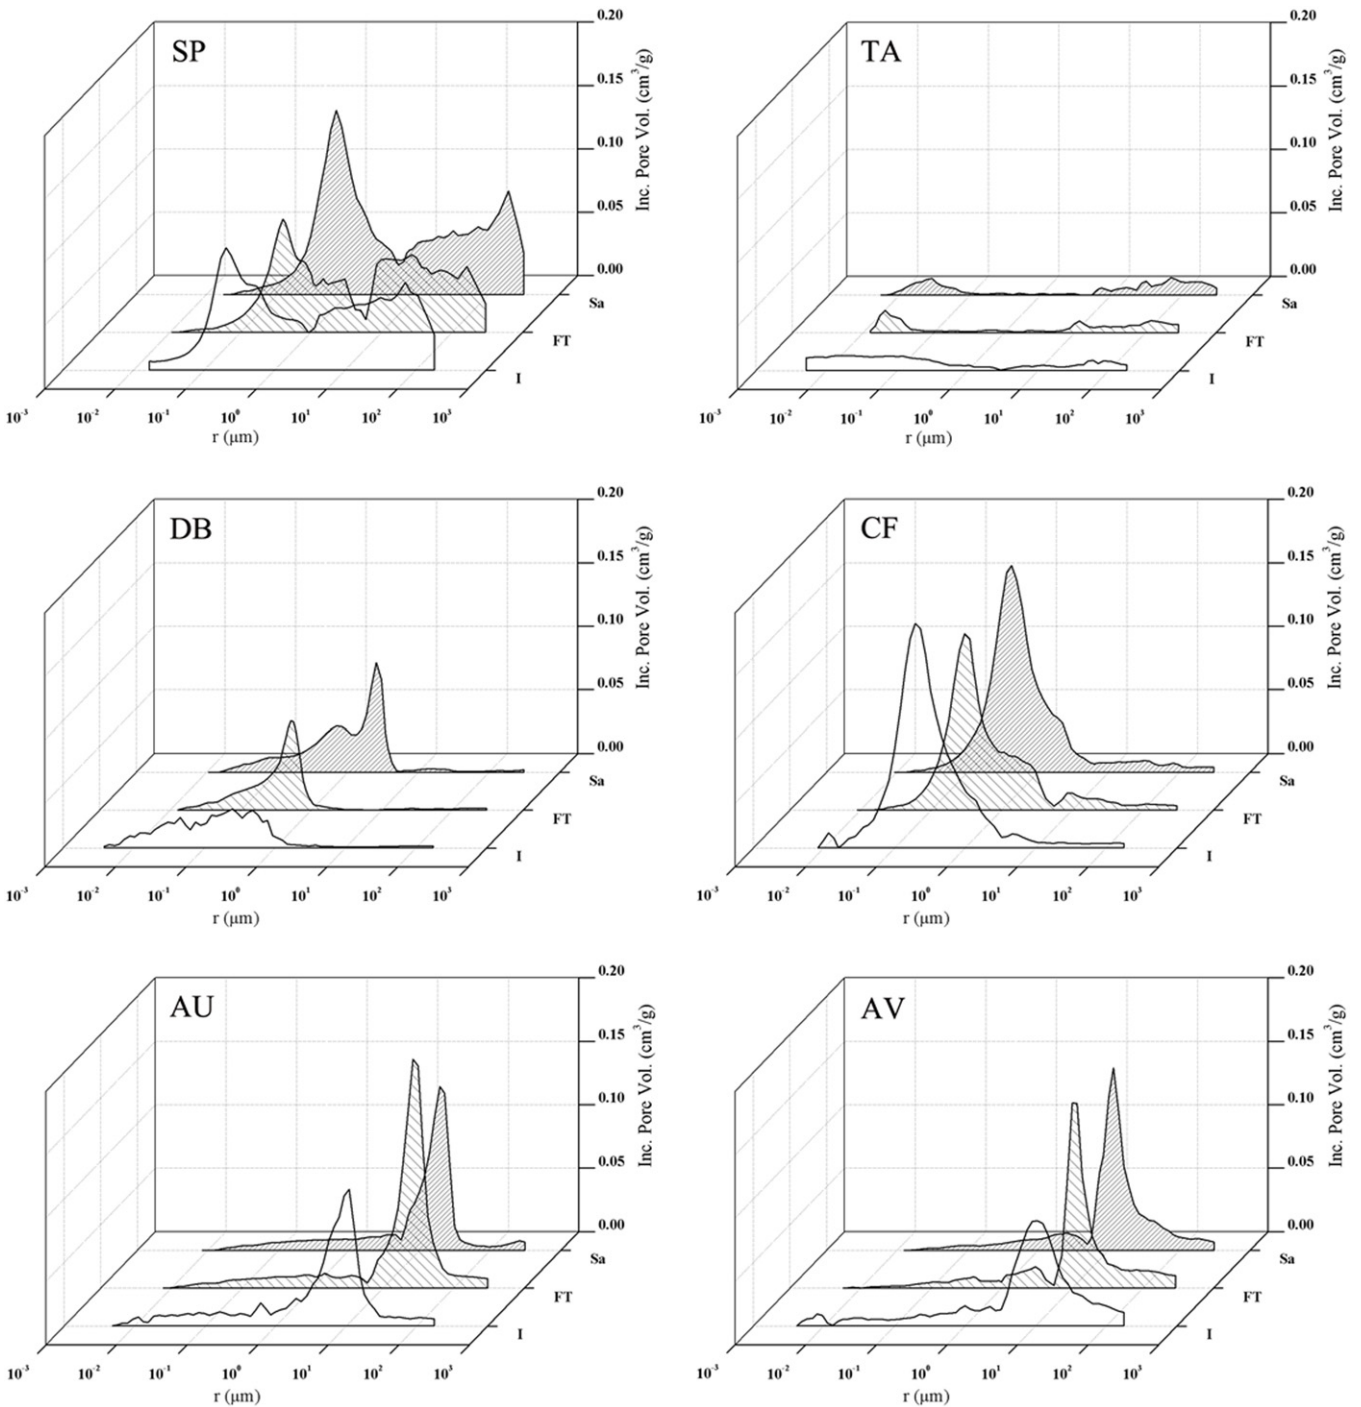 SP
0.20
0.15
0.10
0.05
0.00
Inc. Pore Vol. (cm³/g)
Sa
FT
I
10⁻³ 10⁻² 10⁻¹ 10⁰ 10¹ 10² 10³
r (μm)
TA
0.20
0.15
0.10
0.05
0.00
Inc. Pore Vol. (cm³/g)
Sa
FT
I
10⁻³ 10⁻² 10⁻¹ 10⁰ 10¹ 10² 10³
r (μm)
DB
0.20
0.15
0.10
0.05
0.00
Inc. Pore Vol. (cm³/g)
Sa
FT
I
10⁻³ 10⁻² 10⁻¹ 10⁰ 10¹ 10² 10³
r (μm)
CF
0.20
0.15
0.10
0.05
0.00
Inc. Pore Vol. (cm³/g)
Sa
FT
I
10⁻³ 10⁻² 10⁻¹ 10⁰ 10¹ 10² 10³
r (μm)
AU
0.20
0.15
0.10
0.05
0.00
Inc. Pore Vol. (cm³/g)
Sa
FT
I
10⁻³ 10⁻² 10⁻¹ 10⁰ 10¹ 10² 10³
r (μm)
AV
0.20
0.15
0.10
0.05
0.00
Inc. Pore Vol. (cm³/g)
Sa
FT
I
10⁻³ 10⁻² 10⁻¹ 10⁰ 10¹ 10² 10³
r (μm)